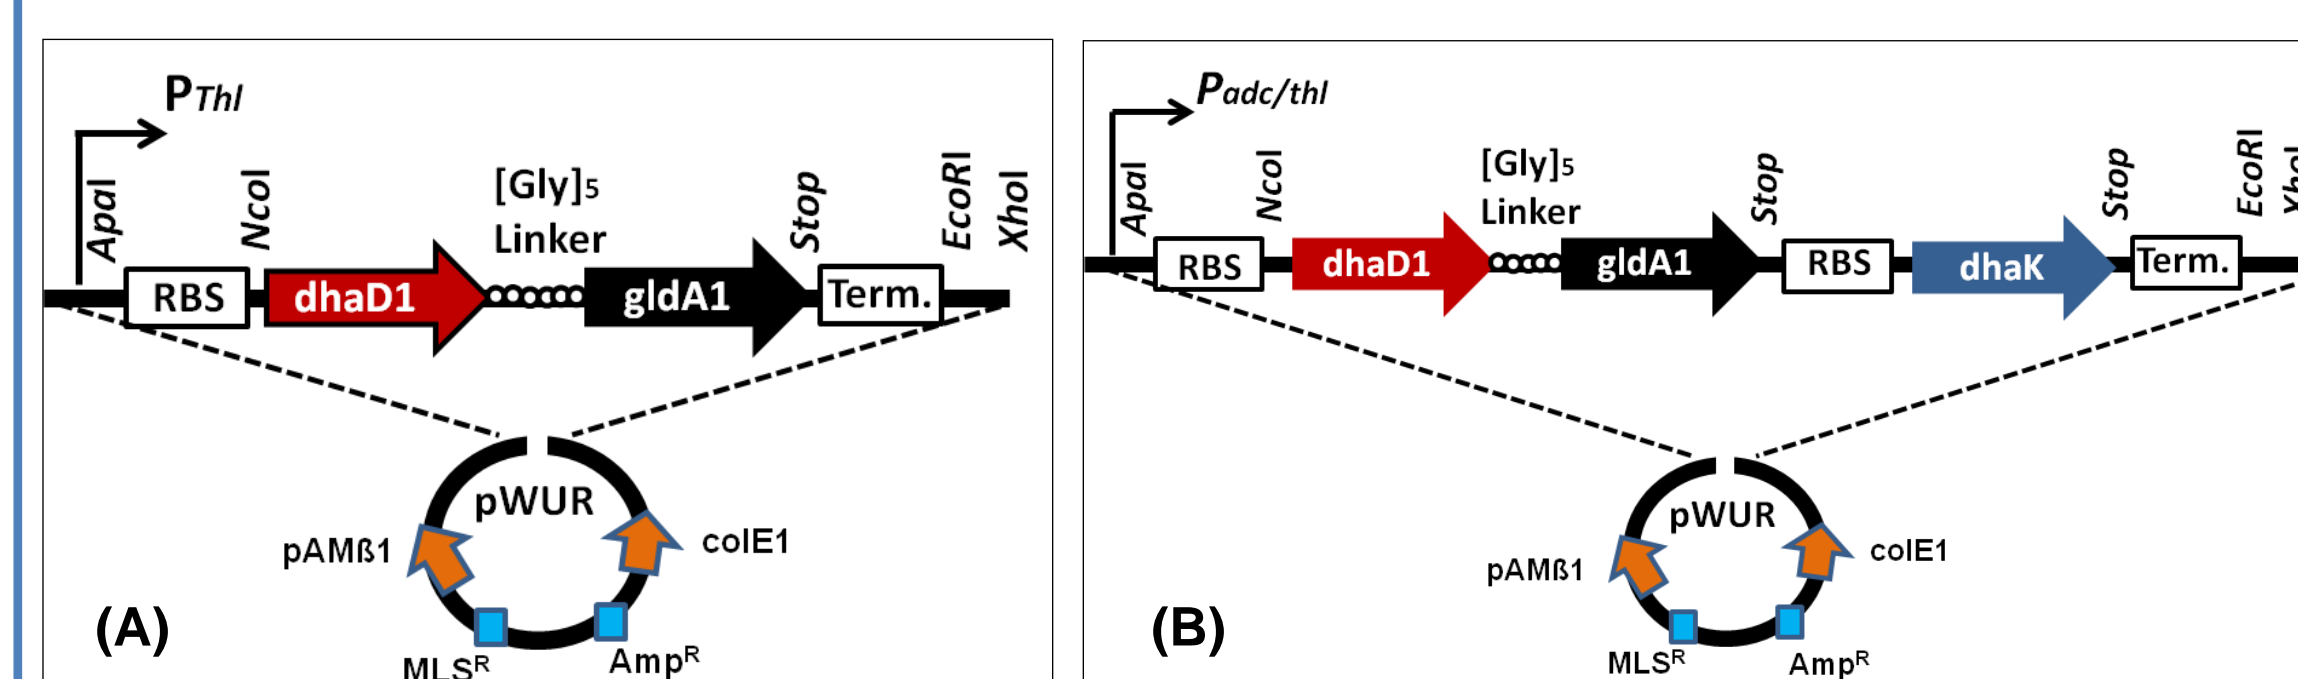 PThl
ApaI
NcoI
[Gly]5
Linker
Stop
EcoRI
XhoI
RBS
dhaD1
gldA1
Term.
pWUR
pAMß1
colE1
MLSR
AmpR
(A)
Padc/thl
ApaI
NcoI
[Gly]5
Linker
Stop
Stop
EcoRI
XhoI
RBS
dhaD1
gldA1
RBS
dhaK
Term.
pWUR
pAMß1
colE1
MLSR
AmpR
(B)